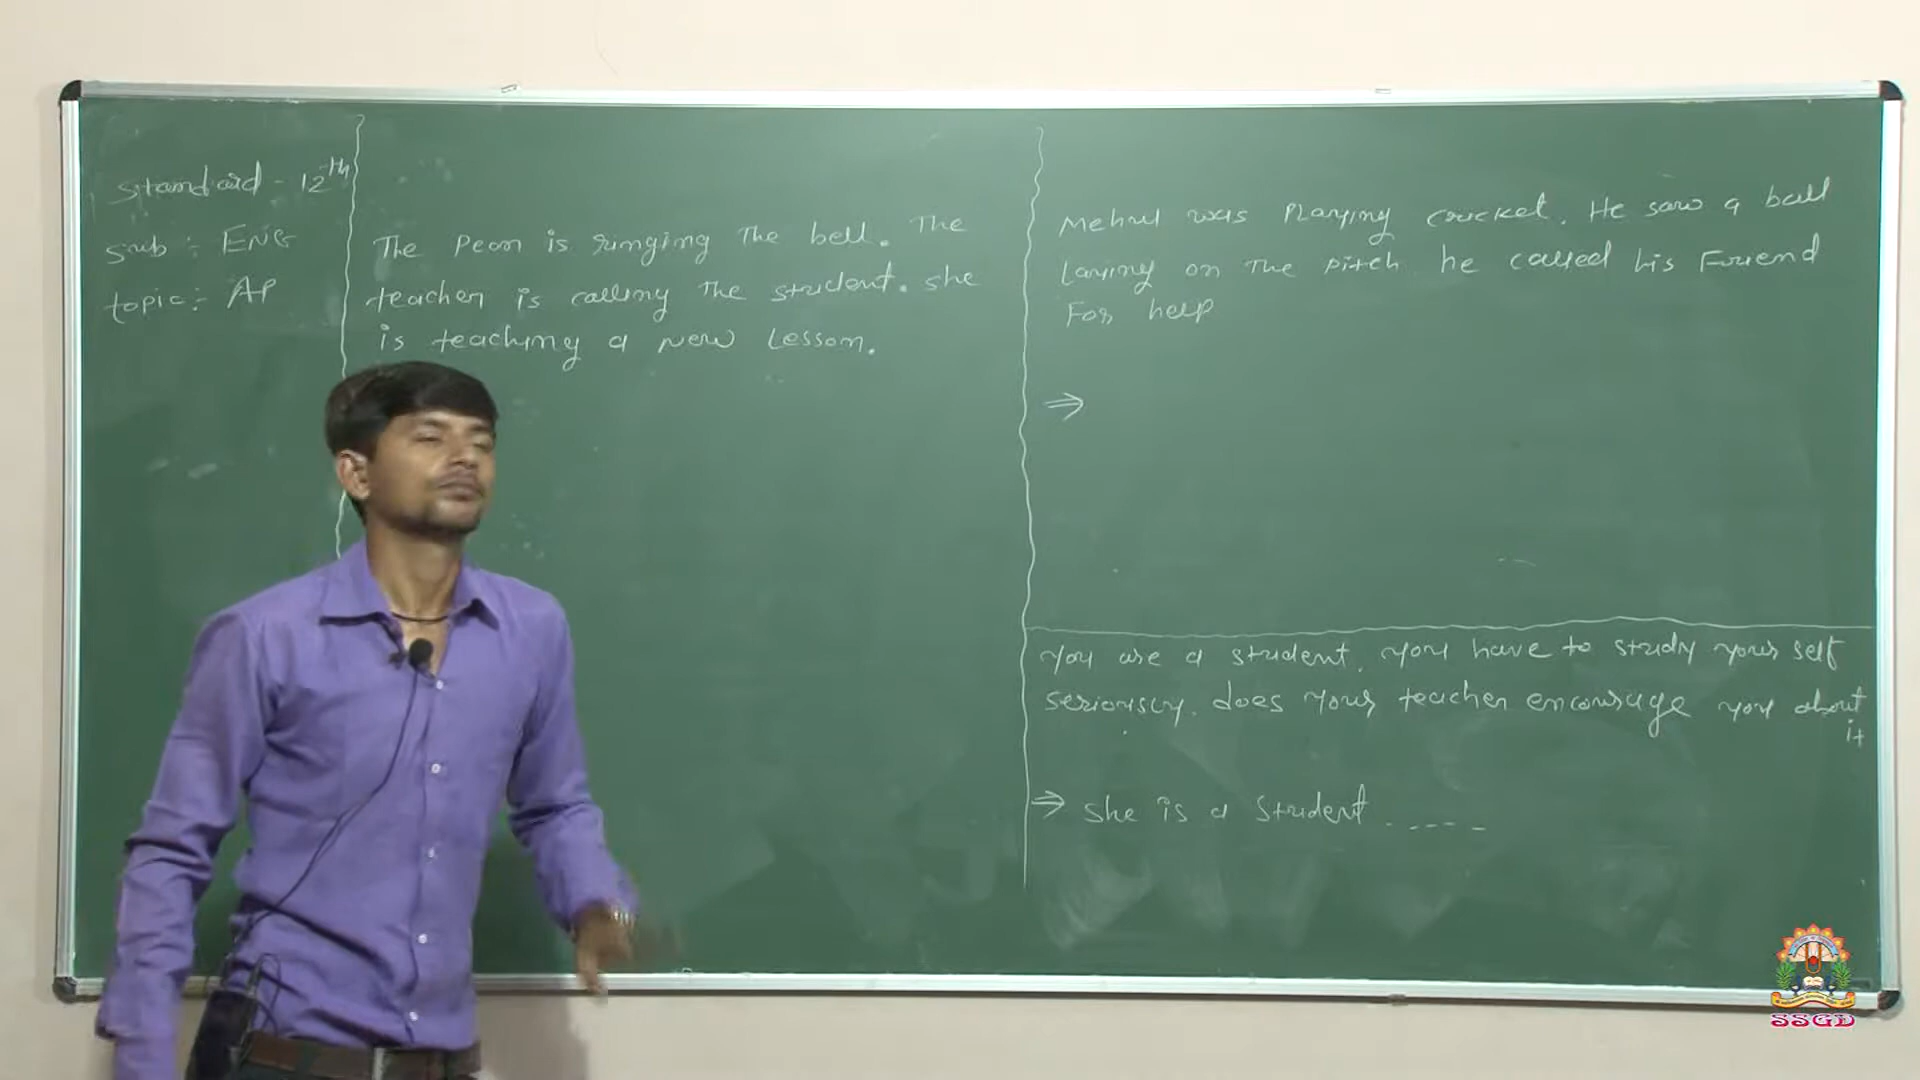 Standard - 12th
Sub : ENG
topic :- AP
The Peon is ringing The bell. The
teacher is calling The student. she
is teaching a New Lesson.
Mehul was Playing cricket. He saw a ball
Laying on The pitch he called his Friend
For help
⇒
You are a student. you have to study your self
seriously. does your teacher encourage you about
it
⇒ She is a Student . ----
SSGD